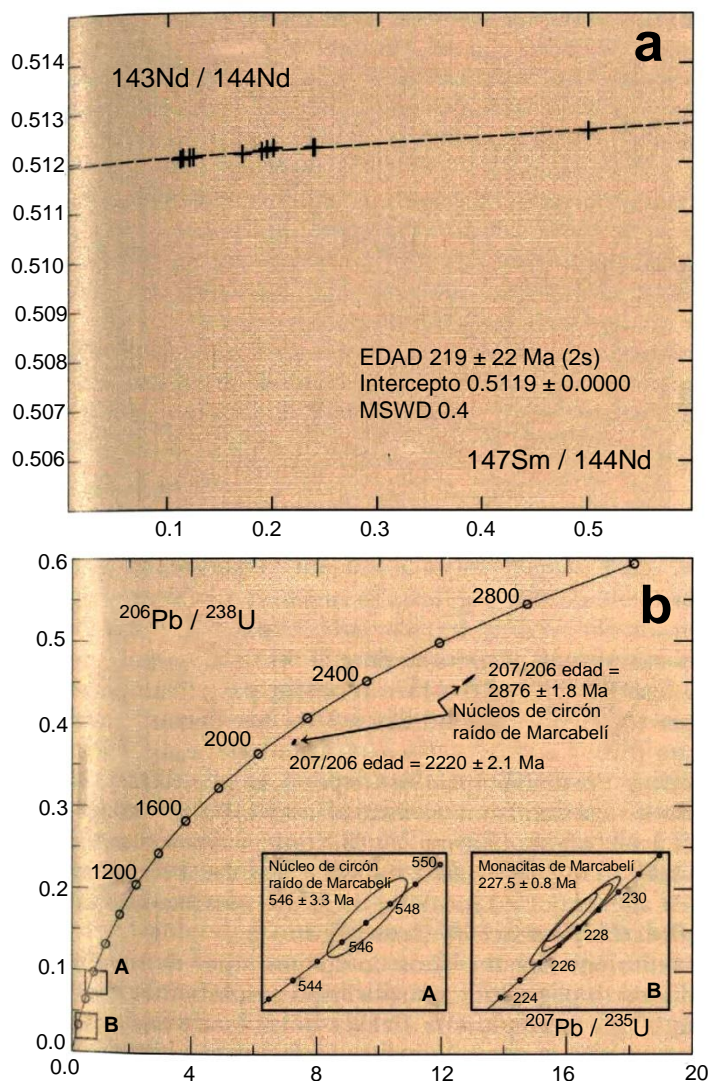 a
0.514
143Nd / 144Nd
0.513
0.512
0.511
0.510
0.509
0.508
0.507
0.506
EDAD 219 ± 22 Ma (2s)
Intercepto 0.5119 ± 0.0000
MSWD 0.4
147Sm / 144Nd
0.1
0.2
0.3
0.4
0.5
b
0.6
0.5
0.4
0.3
0.2
0.1
0.0
206Pb / 238U
2800
2400
2000
1600
1200
207/206 edad =
2876 ± 1.8 Ma
Núcleos de circón
raído de Marcabelí
207/206 edad = 2220 ± 2.1 Ma
A
B
Núcleo de circón
raído de Marcabelí
546 ± 3.3 Ma
550
548
546
544
A
Monacitas de Marcabelí
227.5 ± 0.8 Ma
230
228
226
224
B
207Pb / 235U
0.0
4
8
12
16
20